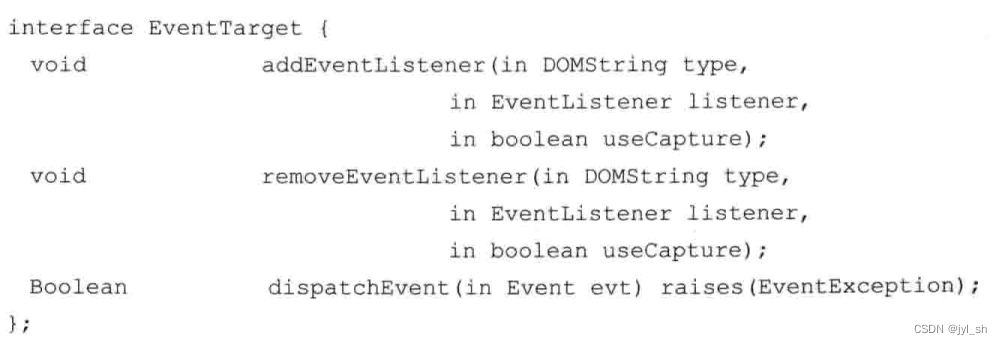 interface EventTarget {
void addEventListener(in DOMString type,
in EventListener listener,
in boolean useCapture);
void removeEventListener(in DOMString type,
in EventListener listener,
in boolean useCapture);
Boolean dispatchEvent(in Event evt) raises(EventException);
};
CSDN @jyl_sh